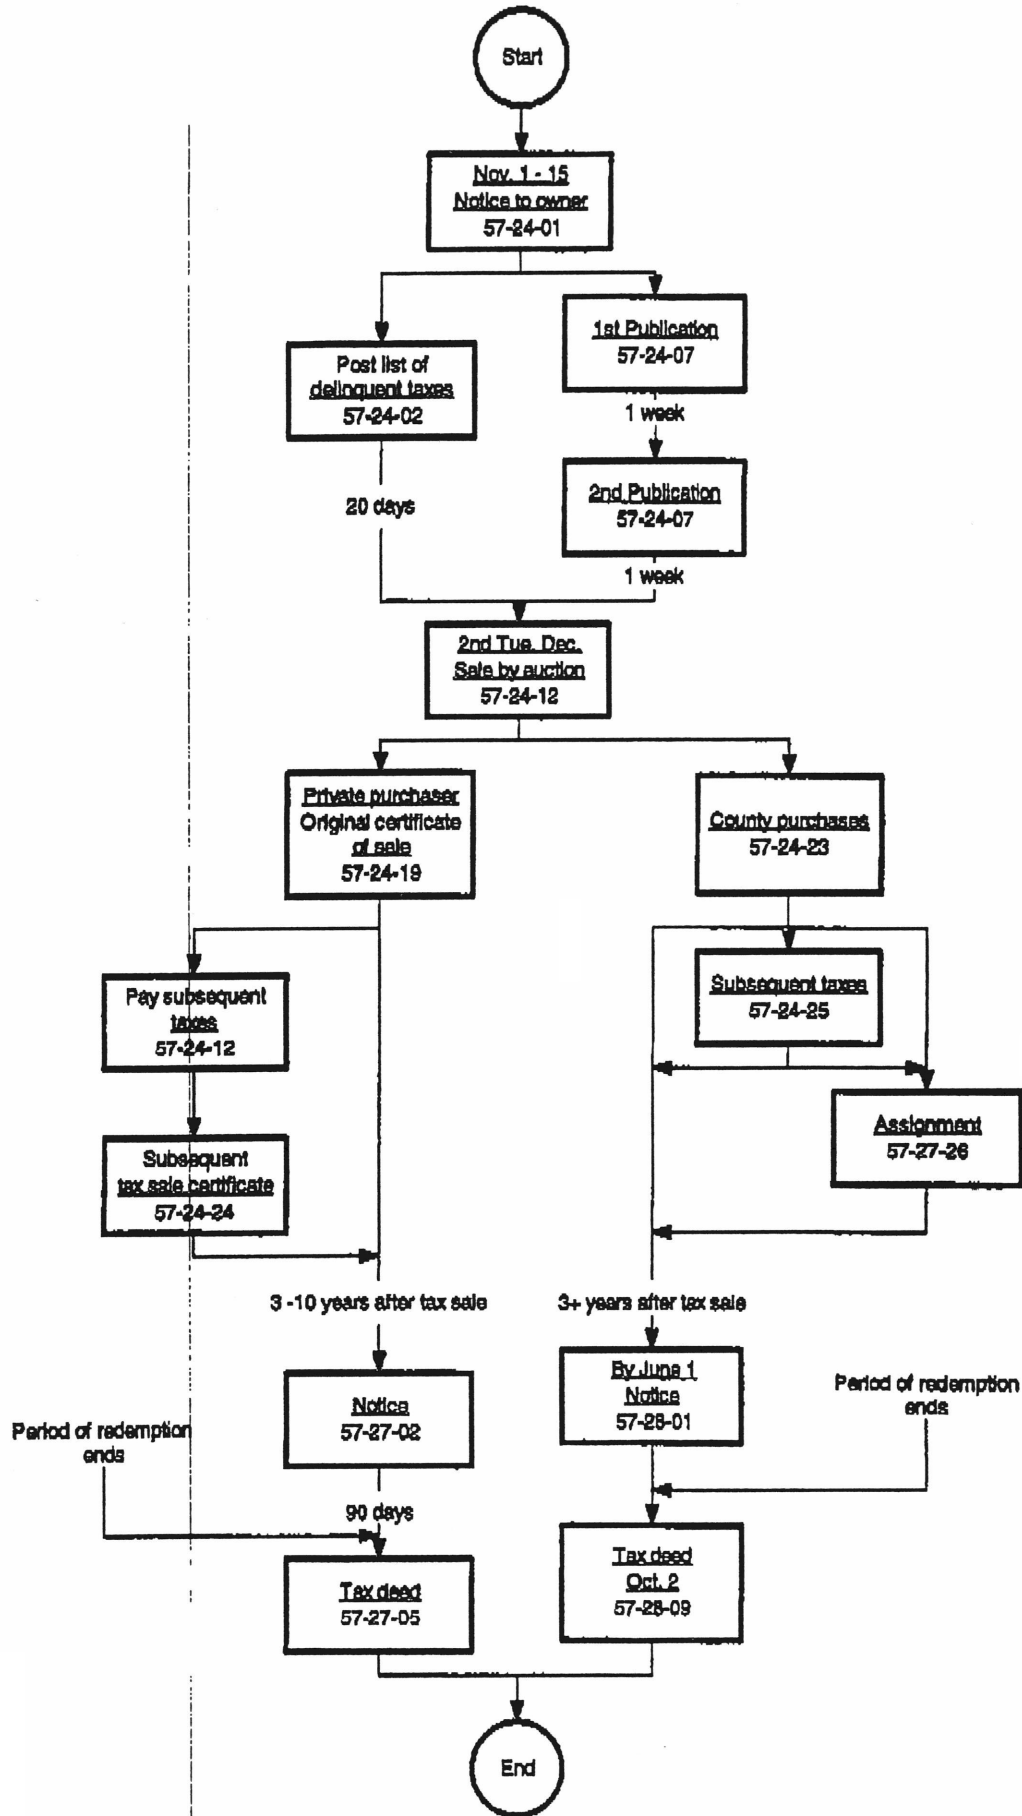 Start
Nov. 1 - 15
Notice to owner
57-24-01
Post list of
delinquent taxes
57-24-02
1st Publication
57-24-07
1 week
2nd Publication
57-24-07
20 days
1 week
2nd Tue. Dec.
Sale by auction
57-24-12
Private purchaser
Original certificate
of sale
57-24-19
County purchases
57-24-23
Pay subsequent
taxes
57-24-12
Subsequent taxes
57-24-25
Subsequent
tax sale certificate
57-24-24
Assignment
57-27-26
3 -10 years after tax sale
3+ years after tax sale
Notice
57-27-02
By June 1
Notice
57-28-01
Period of redemption
ends
Period of redemption
ends
90 days
Tax deed
57-27-05
Tax deed
Oct. 2
57-28-09
End